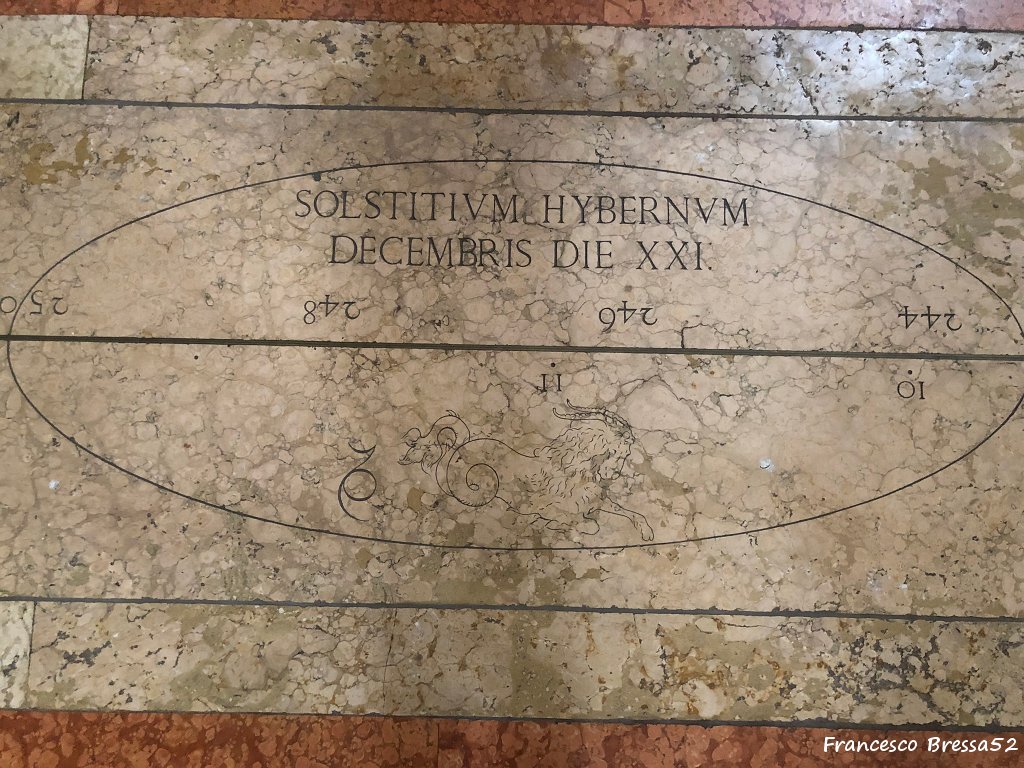 SOLSTITIVM HYBERNVM
DECEMBRIS DIE XXI.
250 248 246 244
11 10
Francesco Bressa52